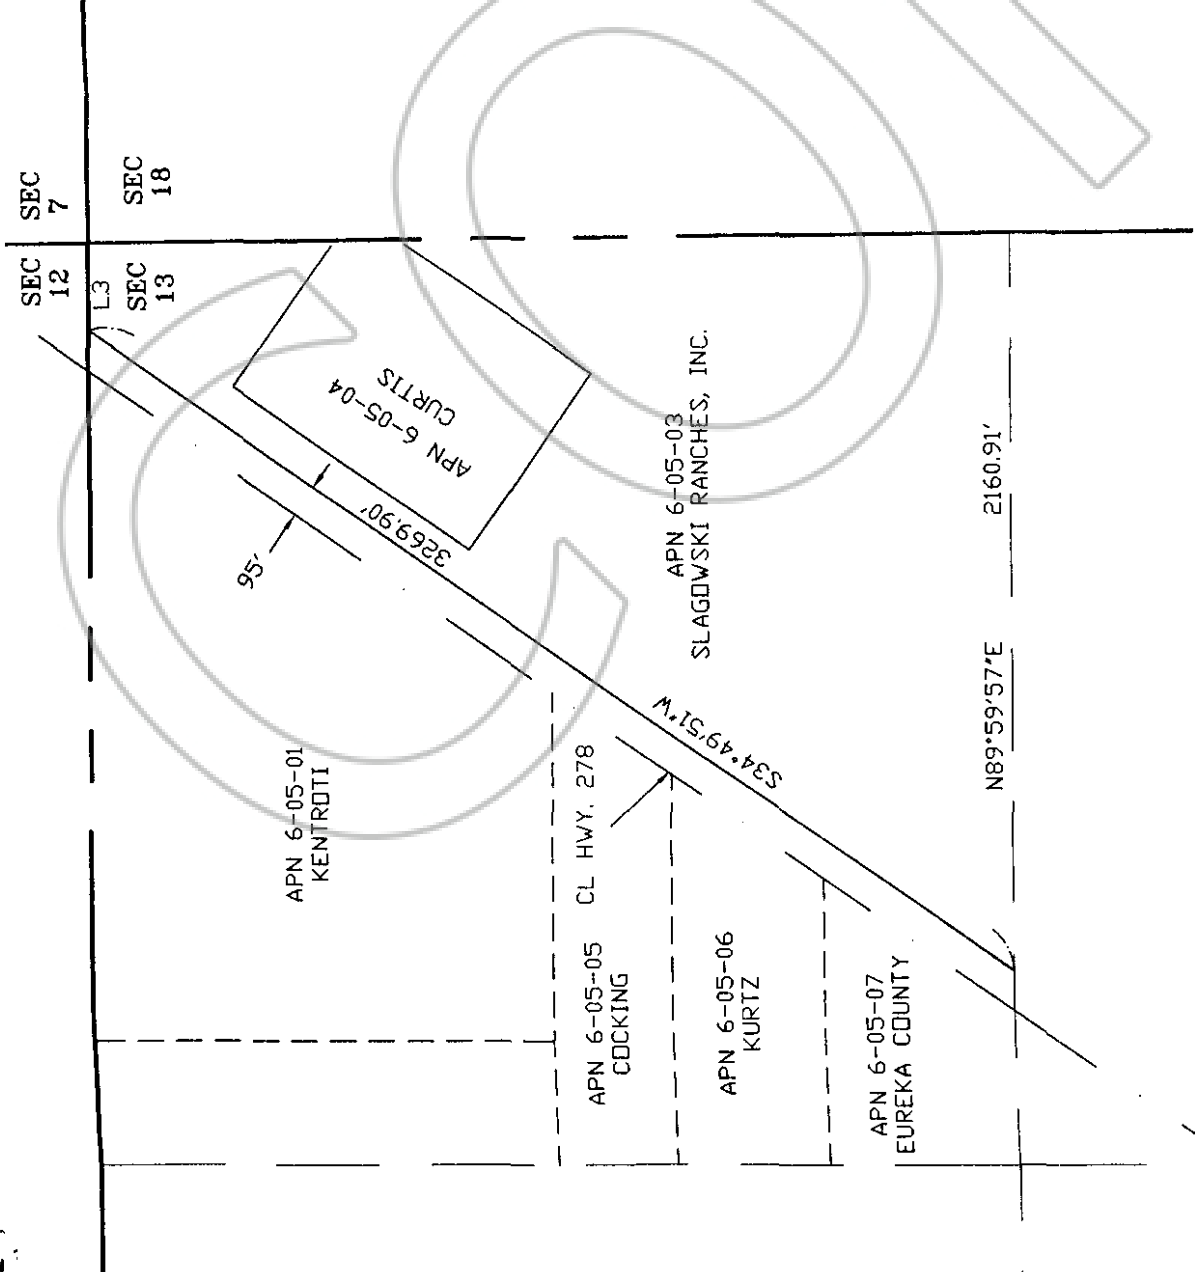 SEC
7
SEC
18
SEC
12
L3
SEC
13
APN 6-05-04
CURTIS
95'
3269.90'
APN 6-05-03
SLAGOWSKI RANCHES, INC.
2160.91'
N89°59'57"E
S34°49'51"W
APN 6-05-01
KENTROTI
CL HWY. 278
APN 6-05-05
COCKING
APN 6-05-06
KURTZ
APN 6-05-07
EUREKA COUNTY